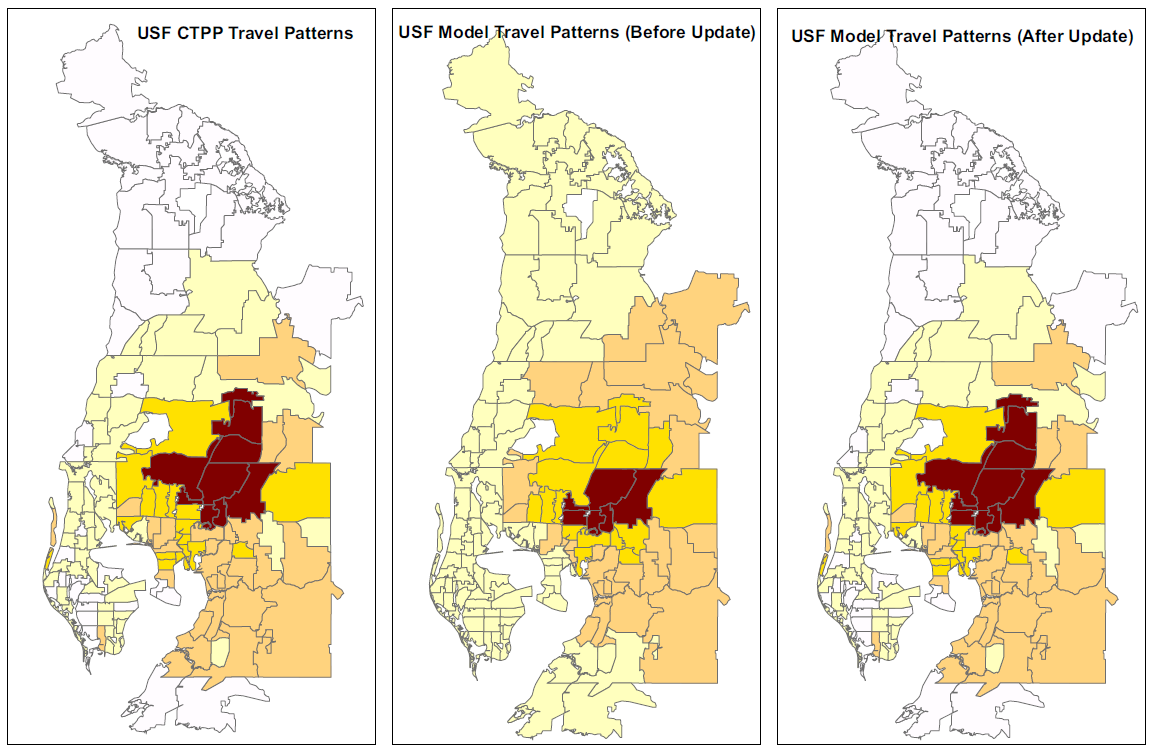 USF CTPP Travel Patterns
USF Model Travel Patterns (Before Update)
USF Model Travel Patterns (After Update)